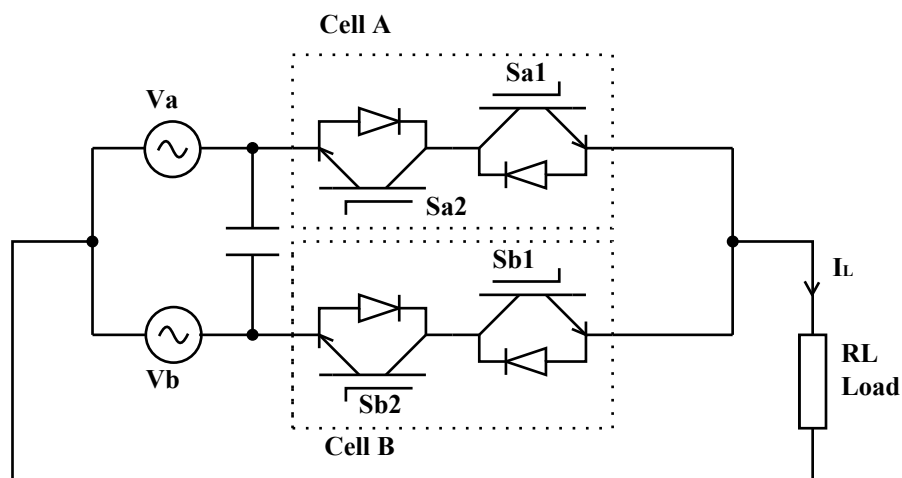 Cell A
Sa1
Va
Sa2
Sb1
IL
Vb
RL
Load
Sb2
Cell B